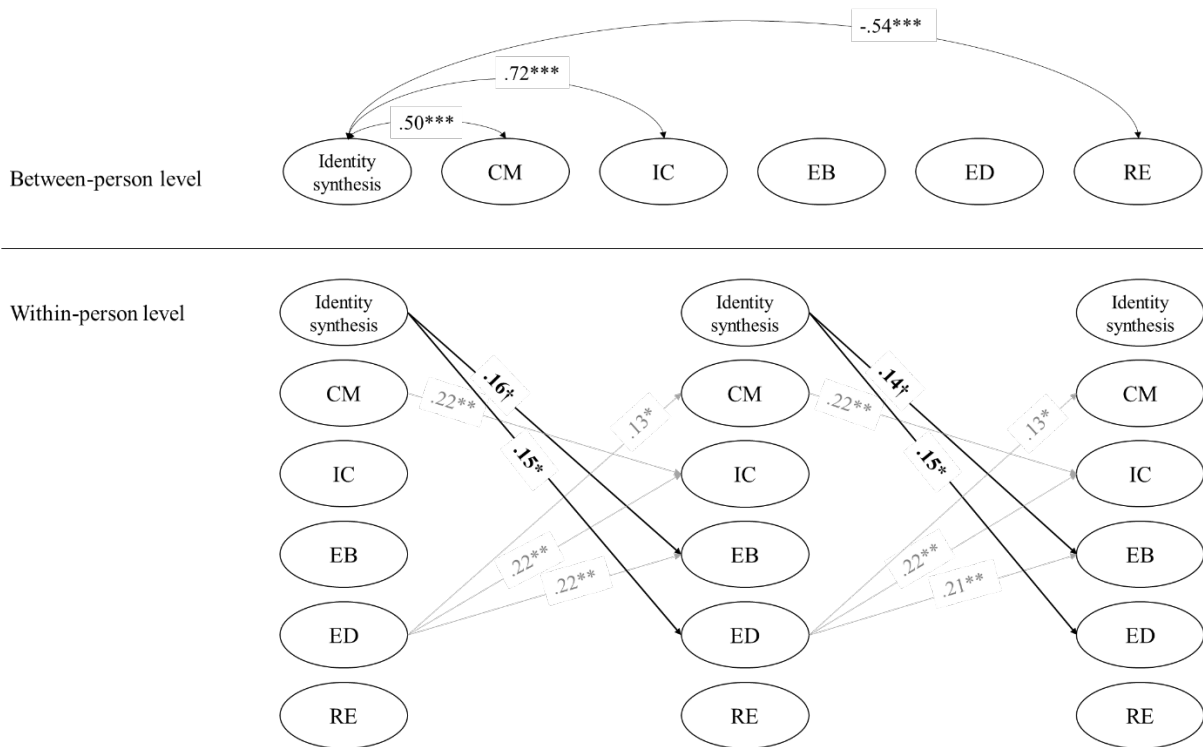 -.54***
.72***
.50***
Between-person level
Identity
synthesis
CM
IC
EB
ED
RE
Within-person level
Identity
synthesis
Identity
synthesis
Identity
synthesis
CM
.22**
.16†
.13*
CM
.22**
.14†
.13*
CM
IC
.15*
IC
.15*
IC
EB
.22**
.22**
EB
.22**
.21**
EB
ED
ED
ED
RE
RE
RE